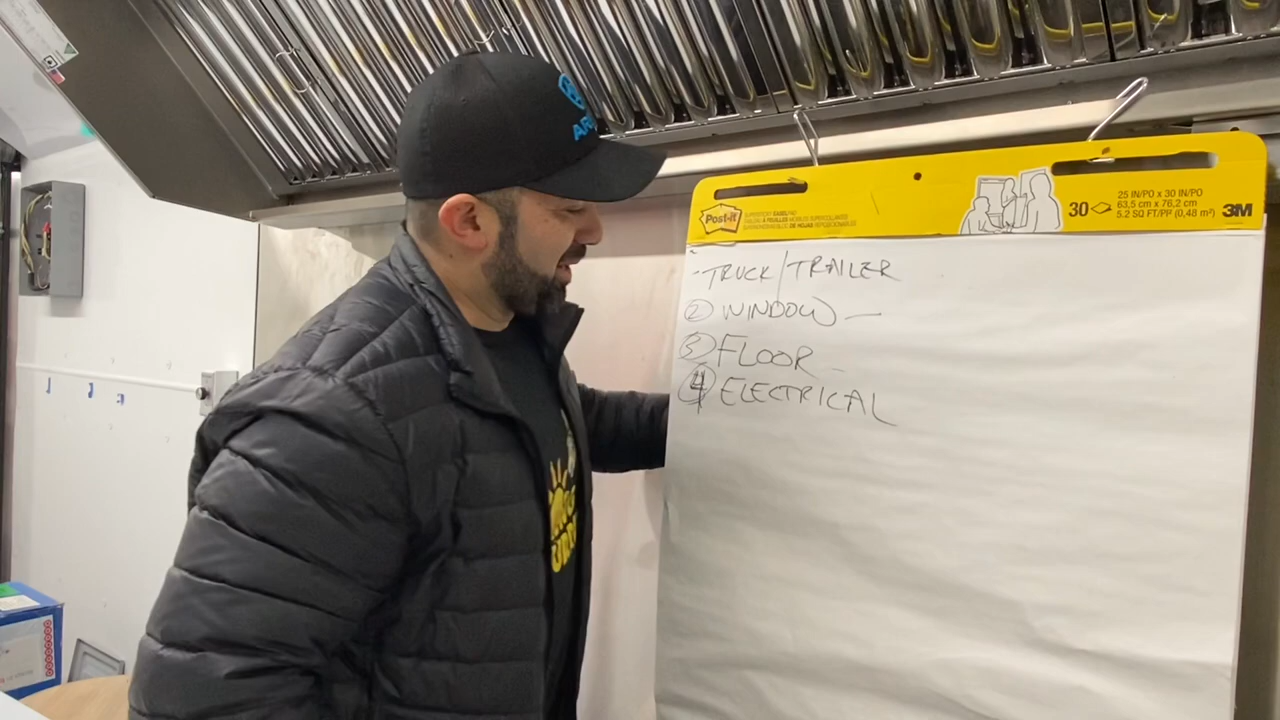 Post-it
30
25 IN/PO x 30 IN/PO
63,5 cm x 76,2 cm
5.2 SQ FT/PI² (0,48 m²)
3M
- TRUCK/TRAILER
② WINDOW —
③ FLOOR -
④ ELECTRICAL